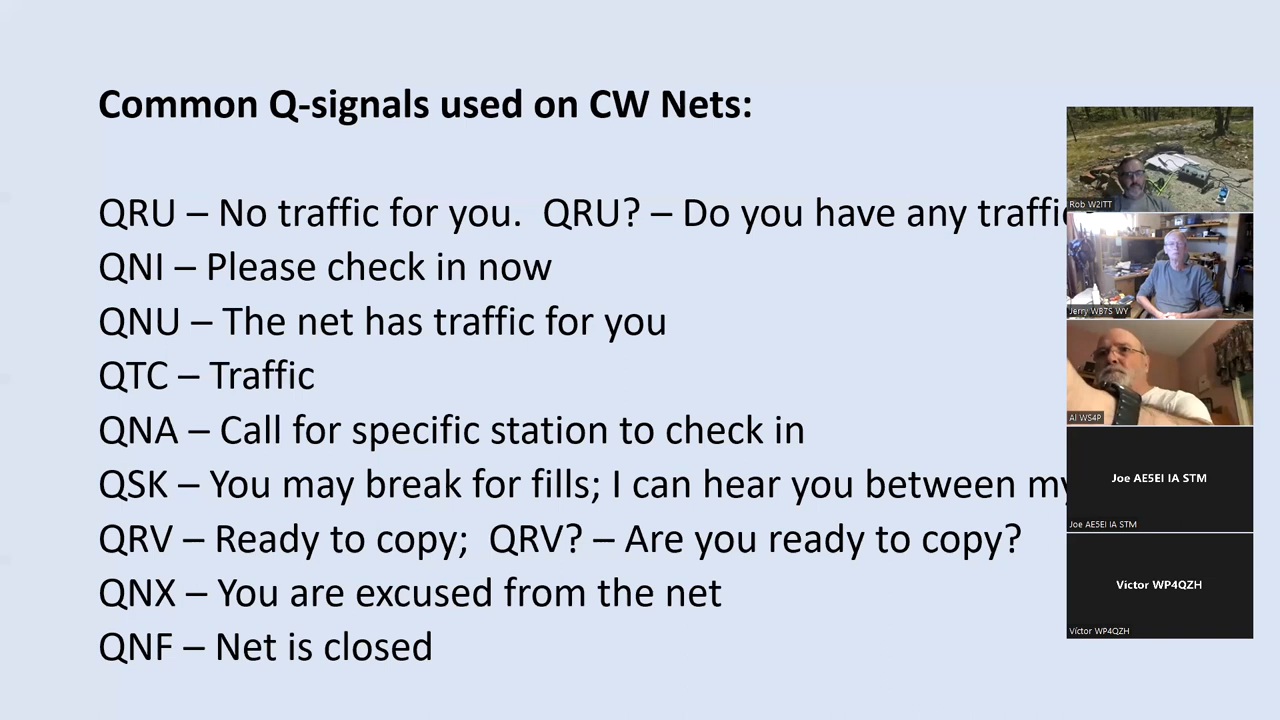 Common Q-signals used on CW Nets:
QRU – No traffic for you.  QRU? – Do you have any traffic
QNI – Please check in now
QNU – The net has traffic for you
QTC – Traffic
QNA – Call for specific station to check in
QSK – You may break for fills; I can hear you between my
QRV – Ready to copy;  QRV? – Are you ready to copy?
QNX – You are excused from the net
QNF – Net is closed
Rob W2ITT
Jerry WB7S WY
Al WS4P
Joe AE5EI IA STM
Joe AE5EI IA STM
Victor WP4QZH
Victor WP4QZH